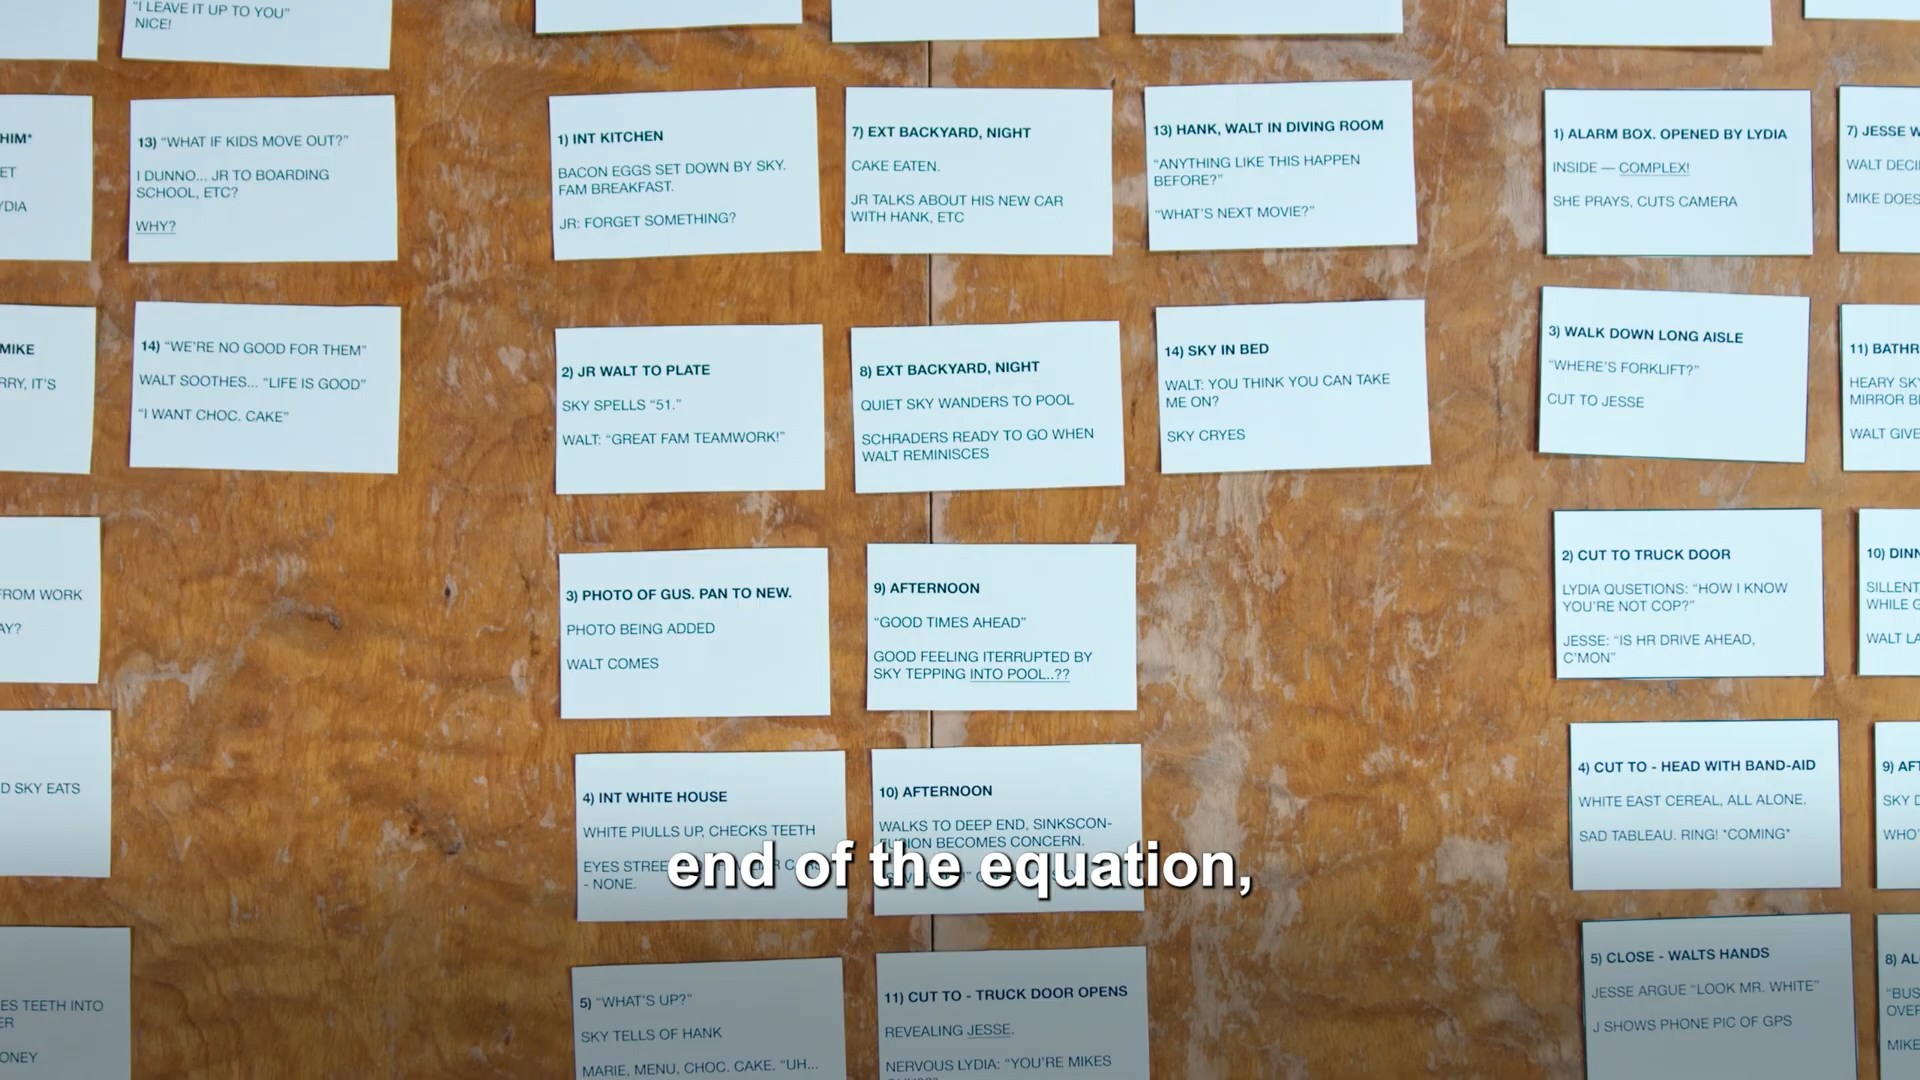 "I LEAVE IT UP TO YOU"
NICE!
HIM*
ET
YDIA
13) "WHAT IF KIDS MOVE OUT?"
I DUNNO... JR TO BOARDING
SCHOOL, ETC?
WHY?
1) INT KITCHEN
BACON EGGS SET DOWN BY SKY.
FAM BREAKFAST.
JR: FORGET SOMETHING?
7) EXT BACKYARD, NIGHT
CAKE EATEN.
JR TALKS ABOUT HIS NEW CAR
WITH HANK, ETC
13) HANK, WALT IN DIVING ROOM
"ANYTHING LIKE THIS HAPPEN
BEFORE?"
"WHAT'S NEXT MOVIE?"
1) ALARM BOX. OPENED BY LYDIA
INSIDE — COMPLEX!
SHE PRAYS, CUTS CAMERA
7) JESSE W
WALT DECI
MIKE DOES
MIKE
RRY, IT'S
14) "WE'RE NO GOOD FOR THEM"
WALT SOOTHES... "LIFE IS GOOD"
"I WANT CHOC. CAKE"
2) JR WALT TO PLATE
SKY SPELLS "51."
WALT: "GREAT FAM TEAMWORK!"
8) EXT BACKYARD, NIGHT
QUIET SKY WANDERS TO POOL
SCHRADERS READY TO GO WHEN
WALT REMINISCES
14) SKY IN BED
WALT: YOU THINK YOU CAN TAKE
ME ON?
SKY CRYES
3) WALK DOWN LONG AISLE
"WHERE'S FORKLIFT?"
CUT TO JESSE
11) BATHR
HEARY SKY
MIRROR B
WALT GIVE
FROM WORK
AY?
3) PHOTO OF GUS. PAN TO NEW.
PHOTO BEING ADDED
WALT COMES
9) AFTERNOON
"GOOD TIMES AHEAD"
GOOD FEELING ITERRUPTED BY
SKY TEPPING INTO POOL..??
2) CUT TO TRUCK DOOR
LYDIA QUSETIONS: "HOW I KNOW
YOU'RE NOT COP?"
JESSE: "IS HR DRIVE AHEAD,
C'MON"
10) DINN
SILLENT
WHILE G
WALT LA
D SKY EATS
4) INT WHITE HOUSE
WHITE PIULLS UP, CHECKS TEETH
EYES STREE
- NONE.
10) AFTERNOON
WALKS TO DEEP END, SINKSCON-
FUSION BECOMES CONCERN.
4) CUT TO - HEAD WITH BAND-AID
WHITE EAST CEREAL, ALL ALONE.
SAD TABLEAU. RING! *COMING*
9) AFT
SKY D
WHO'
end of the equation,
ES TEETH INTO
ER
ONEY
5) "WHAT'S UP?"
SKY TELLS OF HANK
MARIE, MENU, CHOC. CAKE. "UH...
11) CUT TO - TRUCK DOOR OPENS
REVEALING JESSE.
NERVOUS LYDIA: "YOU'RE MIKES
5) CLOSE - WALTS HANDS
JESSE ARGUE "LOOK MR. WHITE"
J SHOWS PHONE PIC OF GPS
8) AL
"BUS
OVER
MIKE